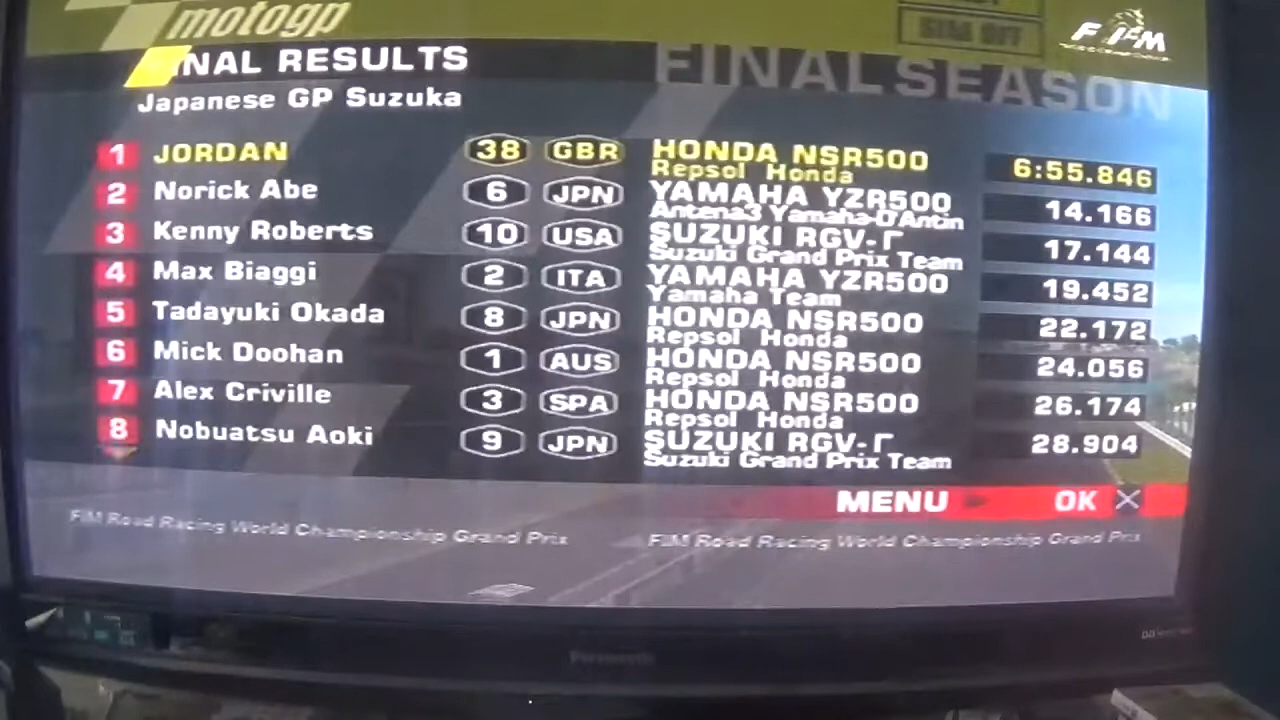 motogp
SIM OFF
FIM
FINAL RESULTS
FINAL SEASON
Japanese GP Suzuka
1 JORDAN 38 GBR HONDA NSR500 6:55.846
Repsol Honda
2 Norick Abe 6 JPN YAMAHA YZR500 14.166
Antena3 Yamaha-D'Antin
3 Kenny Roberts 10 USA SUZUKI RGV-Γ 17.144
Suzuki Grand Prix Team
4 Max Biaggi 2 ITA YAMAHA YZR500 19.452
Yamaha Team
5 Tadayuki Okada 8 JPN HONDA NSR500 22.172
Repsol Honda
6 Mick Doohan 1 AUS HONDA NSR500 24.056
Repsol Honda
7 Alex Criville 3 SPA HONDA NSR500 26.174
Repsol Honda
8 Nobuatsu Aoki 9 JPN SUZUKI RGV-Γ 28.904
Suzuki Grand Prix Team
MENU OK
FIM Road Racing World Championship Grand Prix FIM Road Racing World Championship Grand Prix
Panasonic